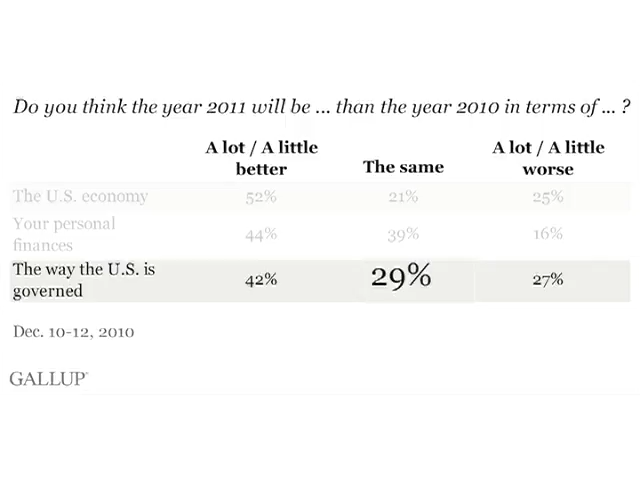 Do you think the year 2011 will be ... than the year 2010 in terms of ... ?
A lot / A little better The same A lot / A little worse
The U.S. economy 52% 21% 25%
Your personal finances 44% 39% 16%
The way the U.S. is governed 42% 29% 27%
Dec. 10-12, 2010
GALLUP